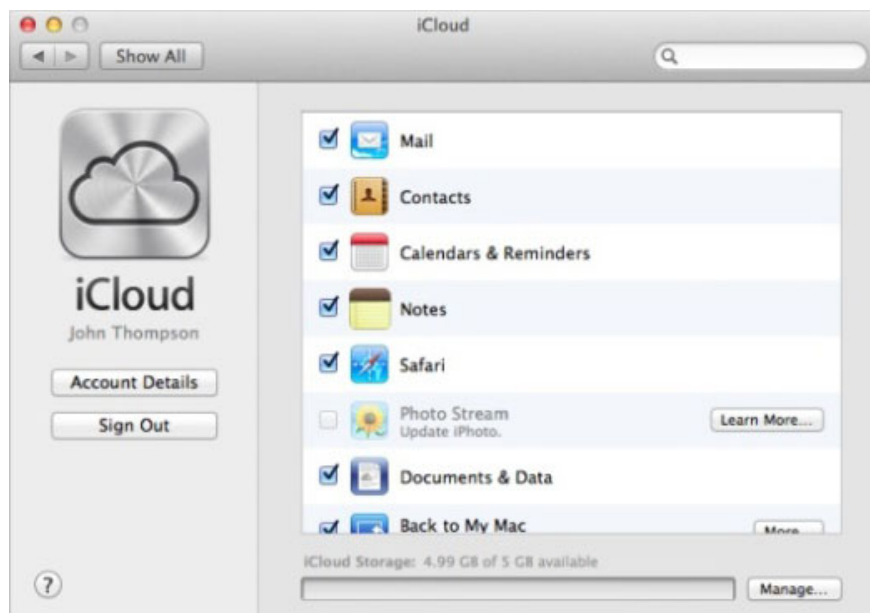 iCloud
Show All
Mail
Contacts
Calendars & Reminders
Notes
Safari
Photo Stream
Update iPhoto.
Learn More...
Documents & Data
Back to My Mac
More...
iCloud
John Thompson
Account Details
Sign Out
iCloud Storage: 4.99 GB of 5 GB available
?
Manage...